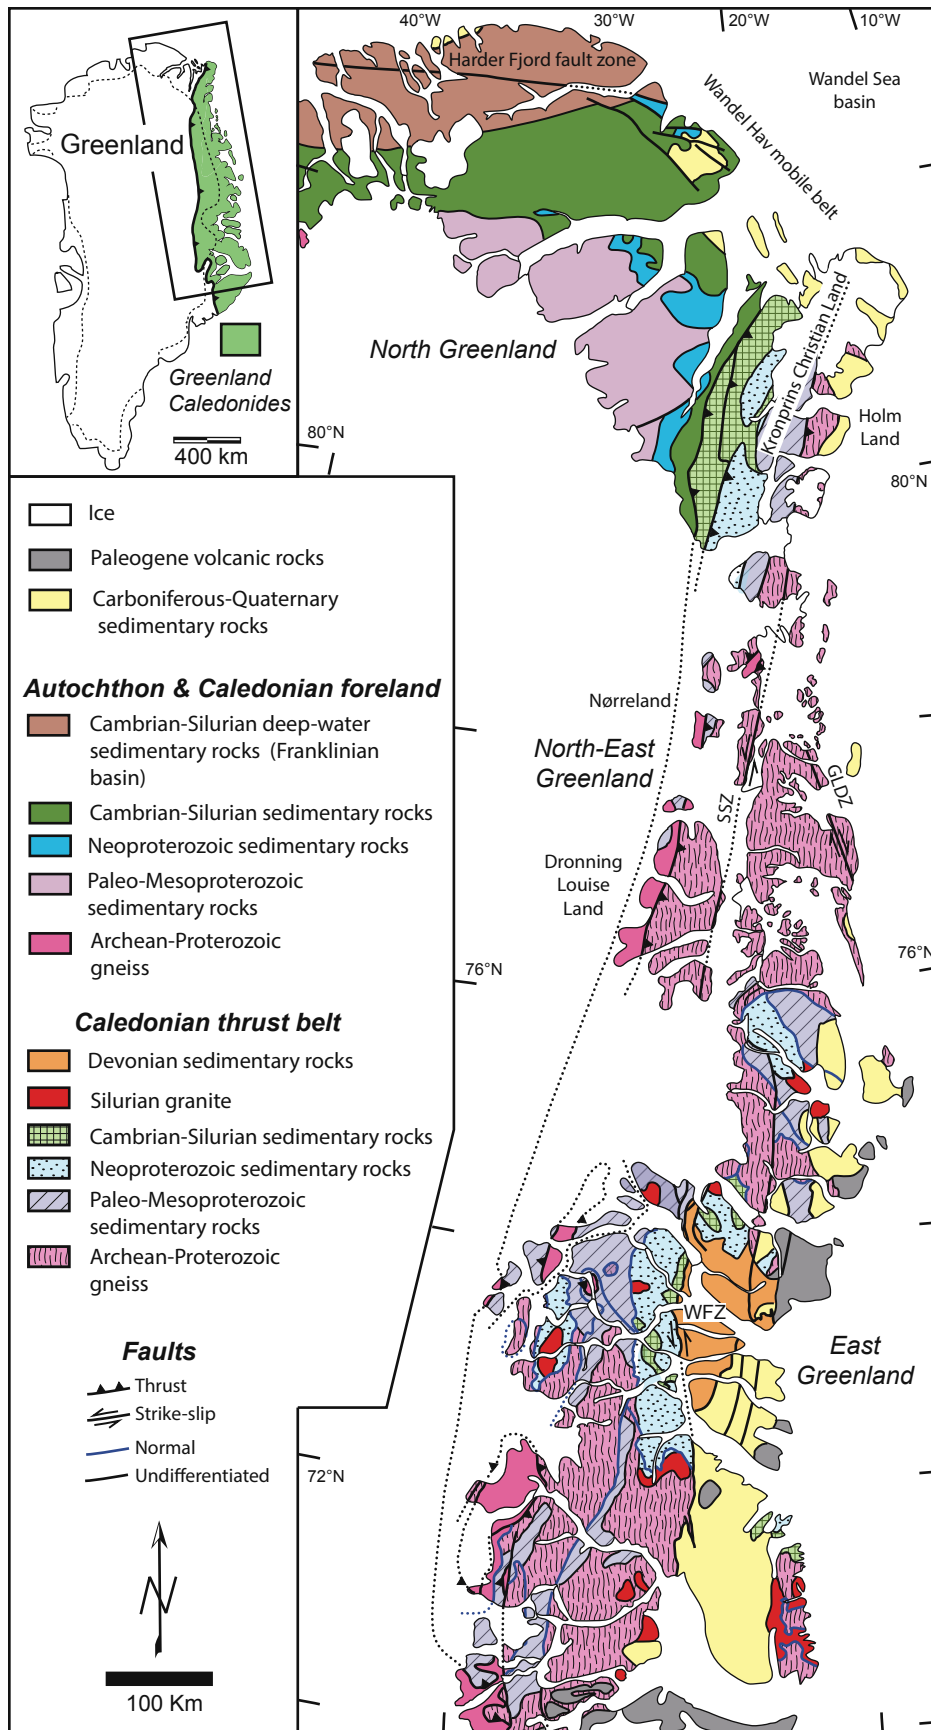 40°W
30°W
20°W
10°W
Greenland
Greenland
Caledonides
400 km
Harder Fjord fault zone
Wandel Sea
basin
Wandel Hav mobile belt
North Greenland
Kronprins Christian Land
Holm
Land
80°N
80°N
Ice
Paleogene volcanic rocks
Carboniferous-Quaternary
sedimentary rocks
Autochthon & Caledonian foreland
Cambrian-Silurian deep-water
sedimentary rocks (Franklinian
basin)
Cambrian-Silurian sedimentary rocks
Neoproterozoic sedimentary rocks
Paleo-Mesoproterozoic
sedimentary rocks
Archean-Proterozoic
gneiss
Caledonian thrust belt
Devonian sedimentary rocks
Silurian granite
Cambrian-Silurian sedimentary rocks
Neoproterozoic sedimentary rocks
Paleo-Mesoproterozoic
sedimentary rocks
Archean-Proterozoic
gneiss
Faults
Thrust
Strike-slip
Normal
Undifferentiated
N
100 Km
Nørreland
North-East
Greenland
SSZ
GLDZ
Dronning
Louise
Land
76°N
76°N
WFZ
East
Greenland
72°N